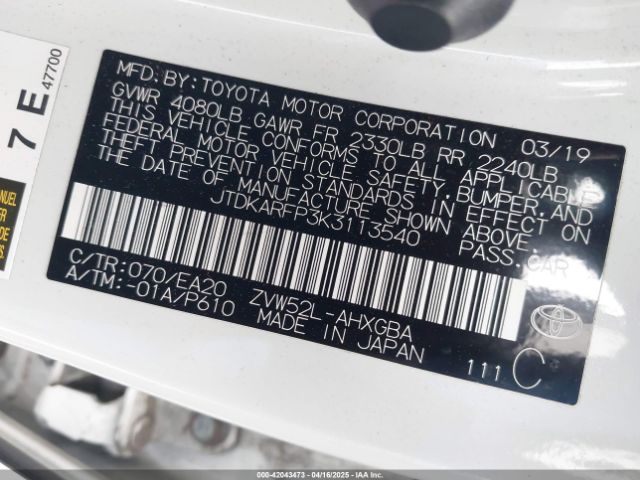 7 E 47700
NUEL
MFD. BY: TOYOTA MOTOR CORPORATION 03/19
GVWR 4080LB GAWR FR 2330LB RR 2240LB
THIS VEHICLE CONFORMS TO ALL APPLICABLE
FEDERAL MOTOR VEHICLE SAFETY, BUMPER, AND
THEFT PREVENTION STANDARDS IN EFFECT ON
THE DATE OF MANUFACTURE SHOWN ABOVE.
JTDKARFP3K3113540 PASS. CAR
C/TR: 070/EA20 ZVW52L-AHXGBA
A/TM: -01A/P610 MADE IN JAPAN
TOYOTA
111 C
000-42043473 - 04/16/2025 - IAA Inc.